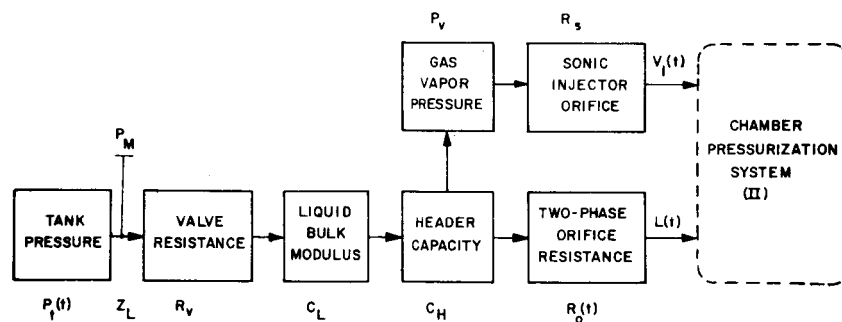 P_v
R_s
GAS
VAPOR
PRESSURE
SONIC
INJECTOR
ORIFICE
V_i(t)
P_M
CHAMBER
PRESSURIZATION
SYSTEM
(II)
TANK
PRESSURE
VALVE
RESISTANCE
LIQUID
BULK
MODULUS
HEADER
CAPACITY
TWO-PHASE
ORIFICE
RESISTANCE
L(t)
P_t(t)
Z_L
R_v
C_L
C_H
R_o(t)